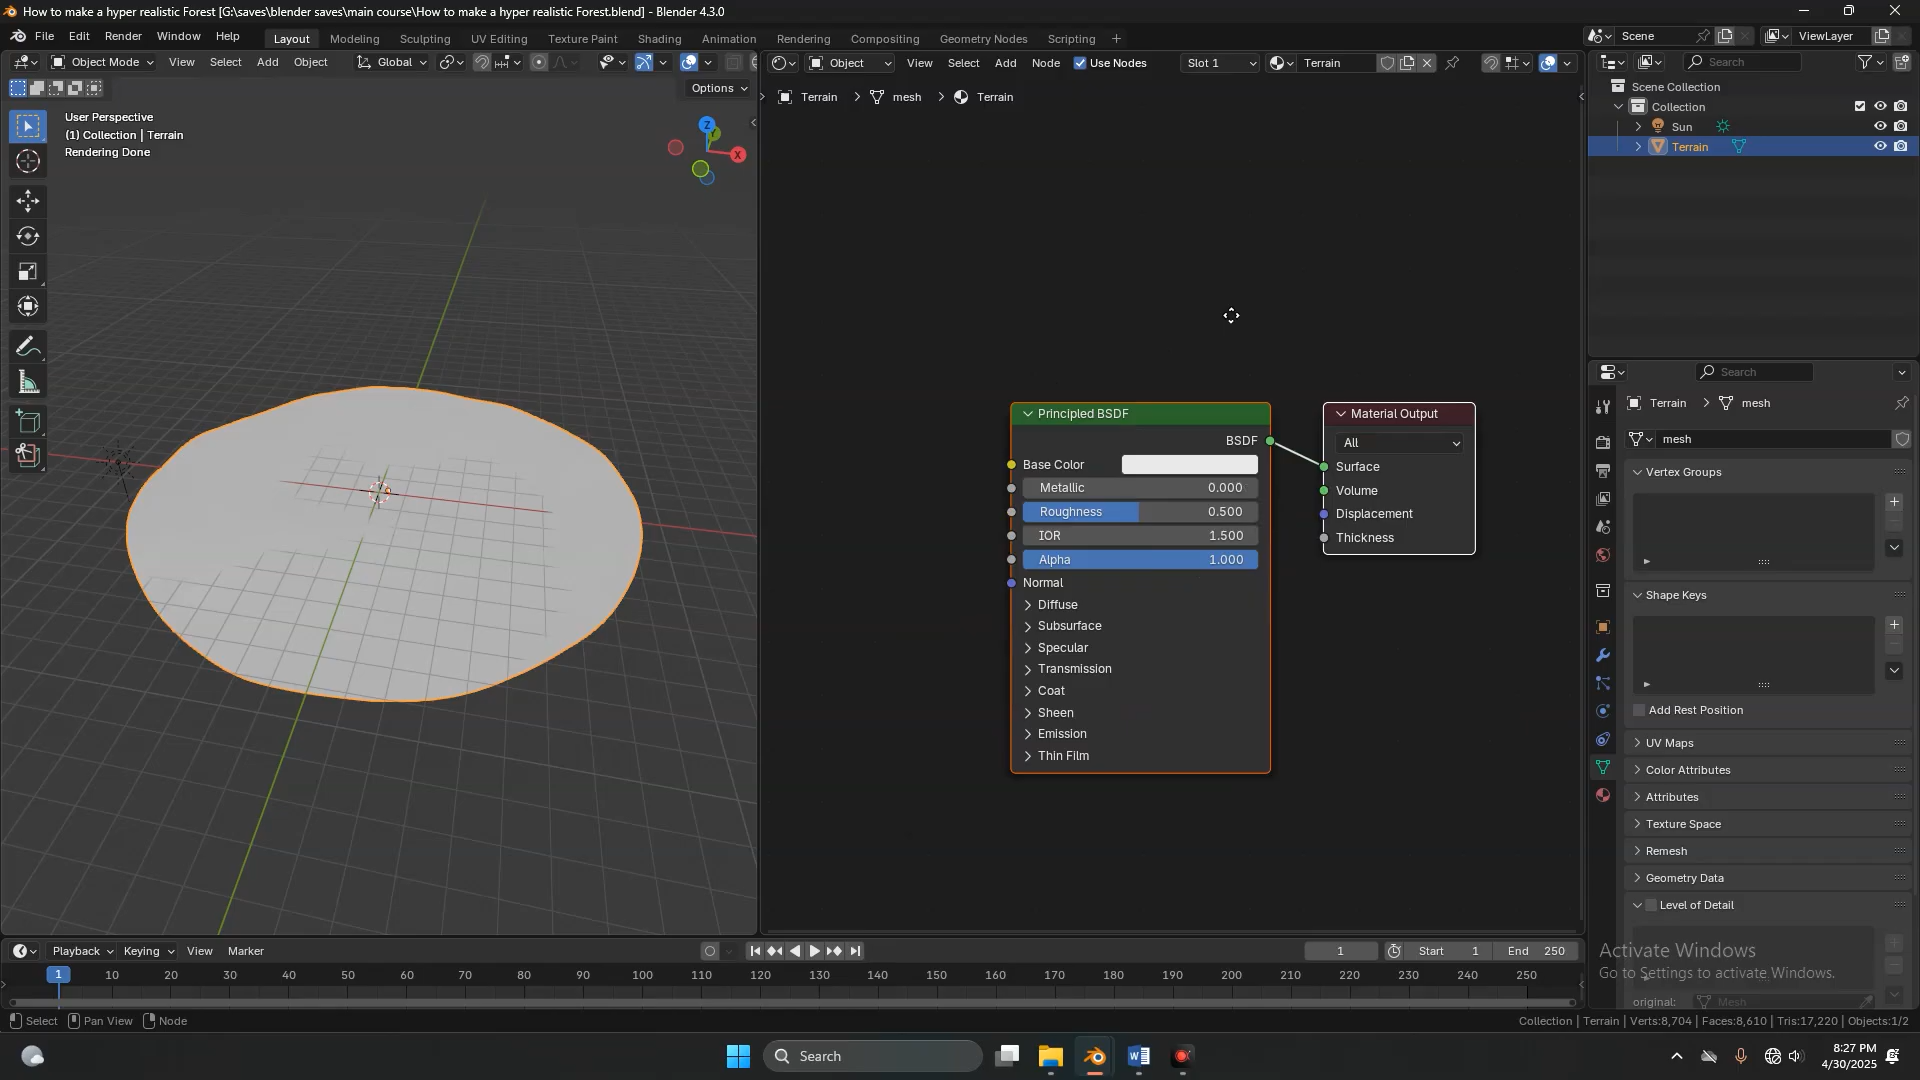 How to make a hyper realistic Forest [G:\saves\blender saves\main course\How to make a hyper realistic Forest.blend] - Blender 4.3.0
File Edit Render Window Help
Layout Modeling Sculpting UV Editing Texture Paint Shading Animation Rendering Compositing Geometry Nodes Scripting +
Scene
ViewLayer
Object Mode View Select Add Object Global
Object View Select Add Node Use Nodes Slot 1 Terrain
Search
Options
Terrain > mesh > Terrain
User Perspective
(1) Collection | Terrain
Rendering Done
Z
Y
X
Scene Collection
Collection
Sun
Terrain
Principled BSDF
BSDF
Base Color
Metallic 0.000
Roughness 0.500
IOR 1.500
Alpha 1.000
Normal
Diffuse
Subsurface
Specular
Transmission
Coat
Sheen
Emission
Thin Film
Material Output
All
Surface
Volume
Displacement
Thickness
Search
Terrain > mesh
mesh
Vertex Groups
Shape Keys
Add Rest Position
UV Maps
Color Attributes
Attributes
Texture Space
Remesh
Geometry Data
Level of Detail
original: Mesh
Activate Windows
Go to Settings to activate Windows.
Playback Keying View Marker
1 Start 1 End 250
1 10 20 30 40 50 60 70 80 90 100 110 120 130 140 150 160 170 180 190 200 210 220 230 240 250
Select Pan View Node
Collection | Terrain | Verts:8,704 | Faces:8,610 | Tris:17,220 | Objects:1/2
Search
8:27 PM
4/30/2025